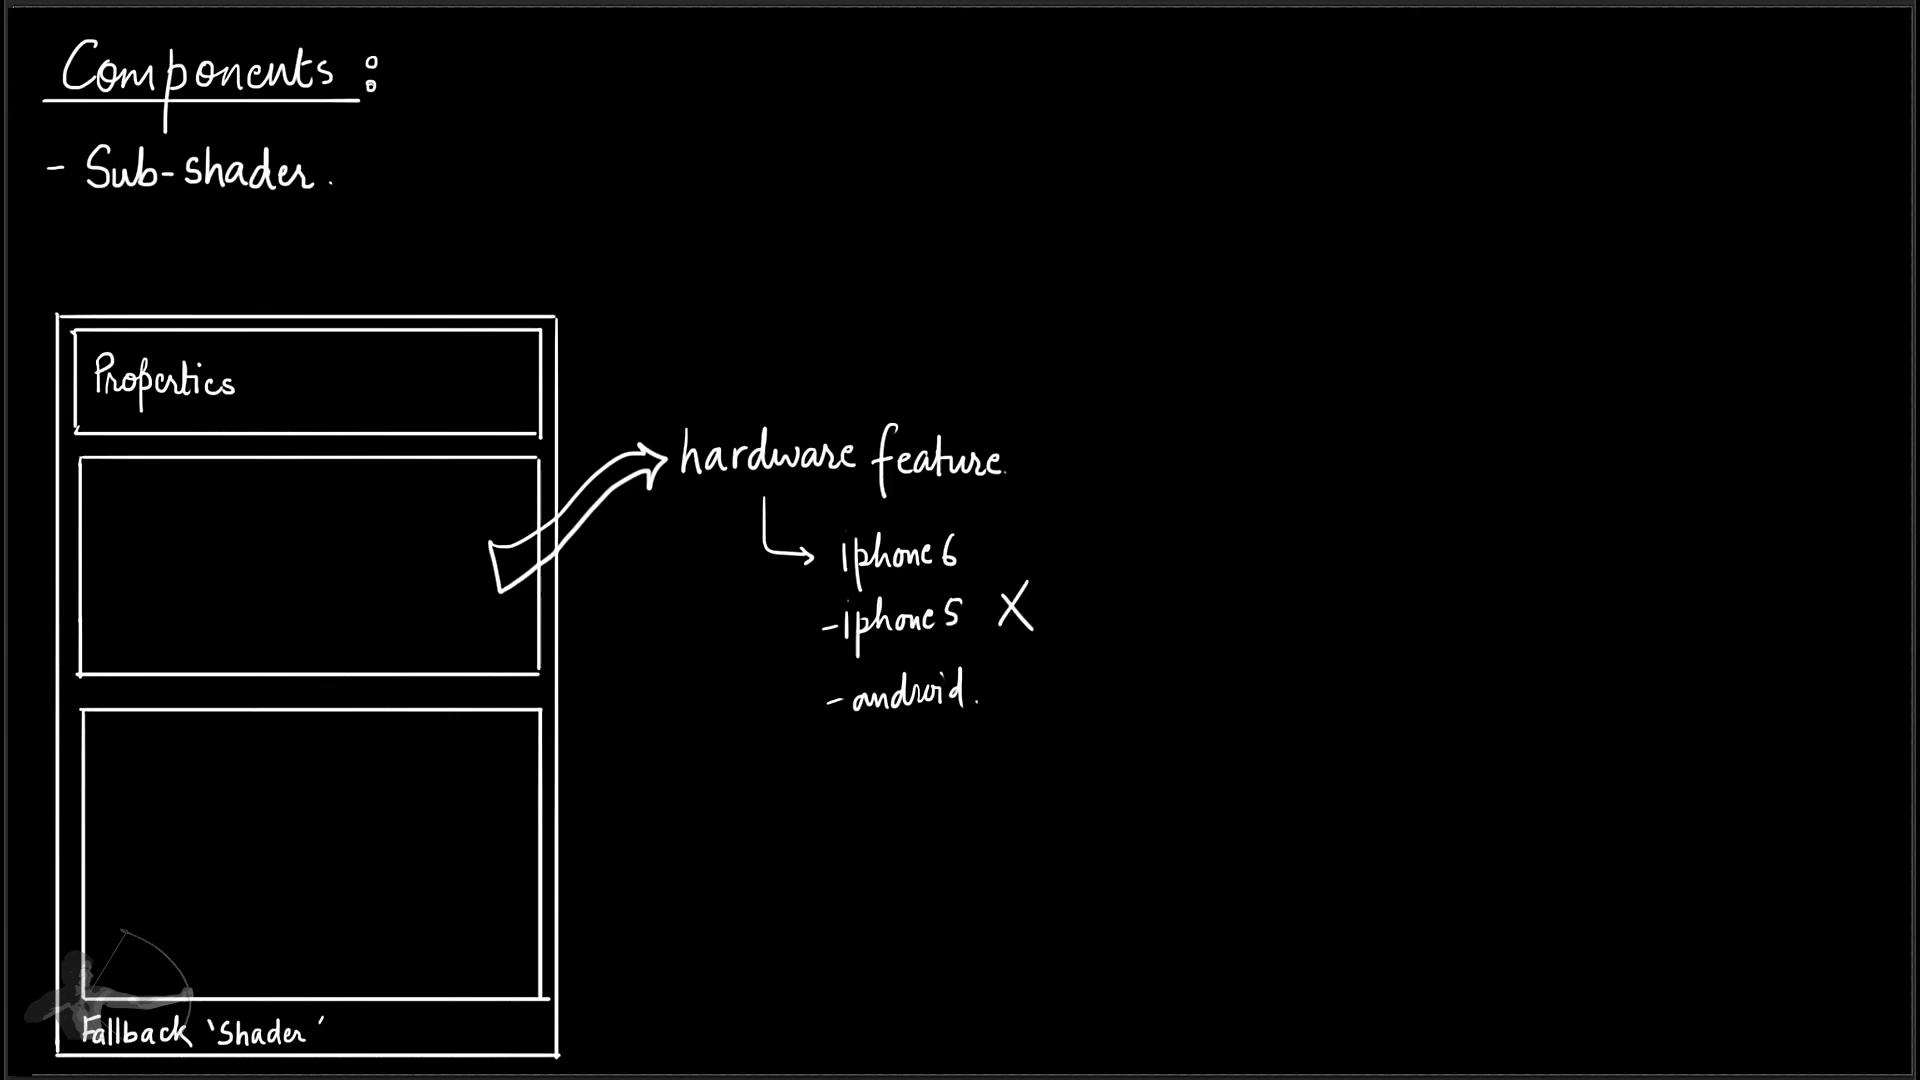 Components :
- Sub-shader.
Properties
hardware feature.
iphone 6
- iphone 5 X
- android.
Fallback 'Shader'